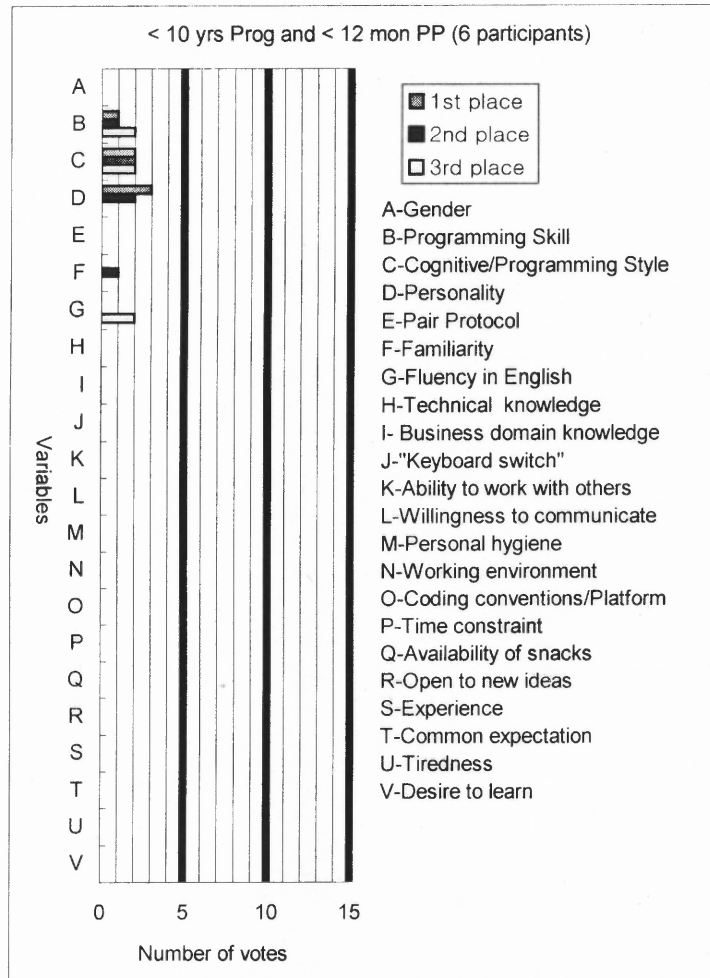 < 10 yrs Prog and < 12 mon PP (6 participants)
1st place
2nd place
3rd place
A
B
C
D
E
F
G
H
I
J
K
L
M
N
O
P
Q
R
S
T
U
V
Variables
0 5 10 15
Number of votes
A-Gender
B-Programming Skill
C-Cognitive/Programming Style
D-Personality
E-Pair Protocol
F-Familiarity
G-Fluency in English
H-Technical knowledge
I- Business domain knowledge
J-"Keyboard switch"
K-Ability to work with others
L-Willingness to communicate
M-Personal hygiene
N-Working environment
O-Coding conventions/Platform
P-Time constraint
Q-Availability of snacks
R-Open to new ideas
S-Experience
T-Common expectation
U-Tiredness
V-Desire to learn